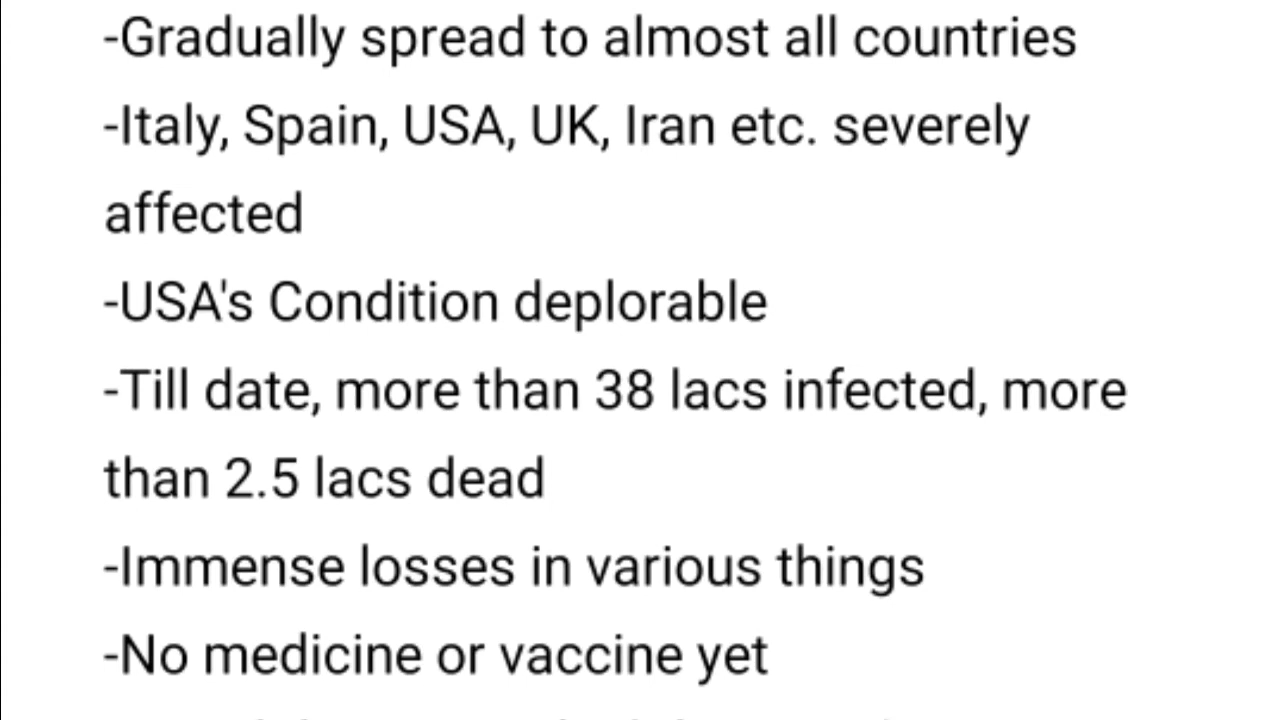 -Gradually spread to almost all countries
-Italy, Spain, USA, UK, Iran etc. severely
affected
-USA's Condition deplorable
-Till date, more than 38 lacs infected, more
than 2.5 lacs dead
-Immense losses in various things
-No medicine or vaccine yet